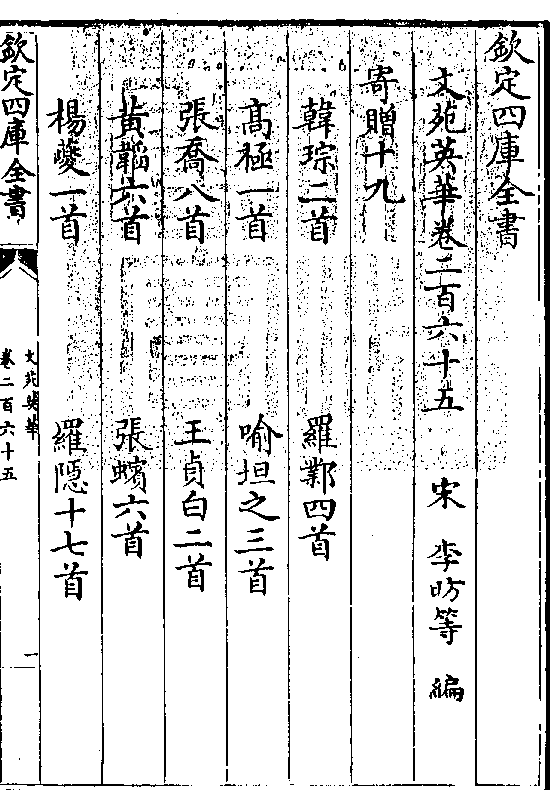 欽定四庫全書
文苑英華卷二百六十五　宋　李昉等　編
寄贈十九
韓琮二首　羅鄴四首
高極一首　喻坦之三首
張喬八首　王貞白二首
黃韜六首　張蠙六首
楊夔一首　羅隱十七首
欽定四庫全書
文苑英華
卷二百六十五
一